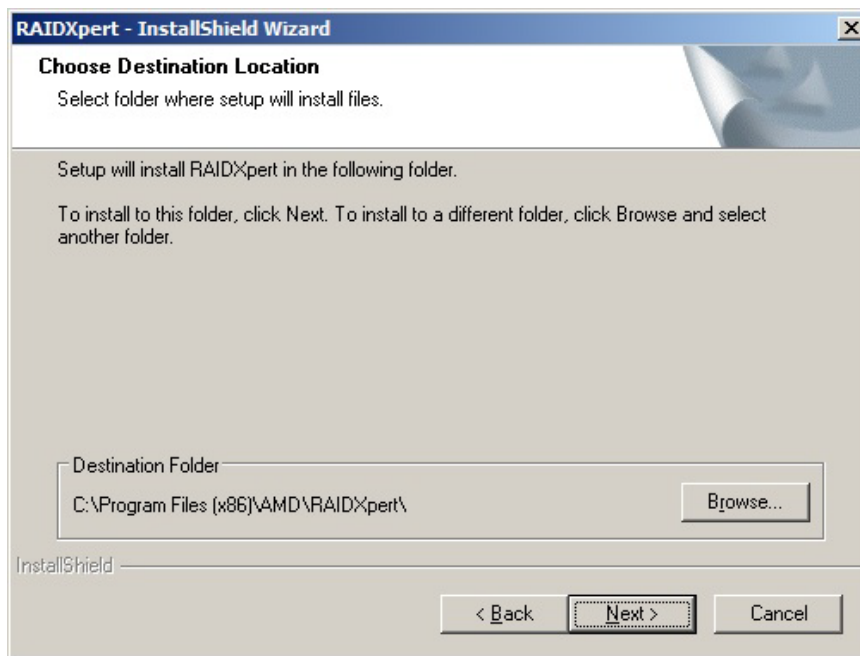 RAIDXpert - InstallShield Wizard
Choose Destination Location
Select folder where setup will install files.
Setup will install RAIDXpert in the following folder.
To install to this folder, click Next. To install to a different folder, click Browse and select
another folder.
Destination Folder
C:\Program Files (x86)\AMD\RAIDXpert\
Browse...
InstallShield
< Back
Next >
Cancel